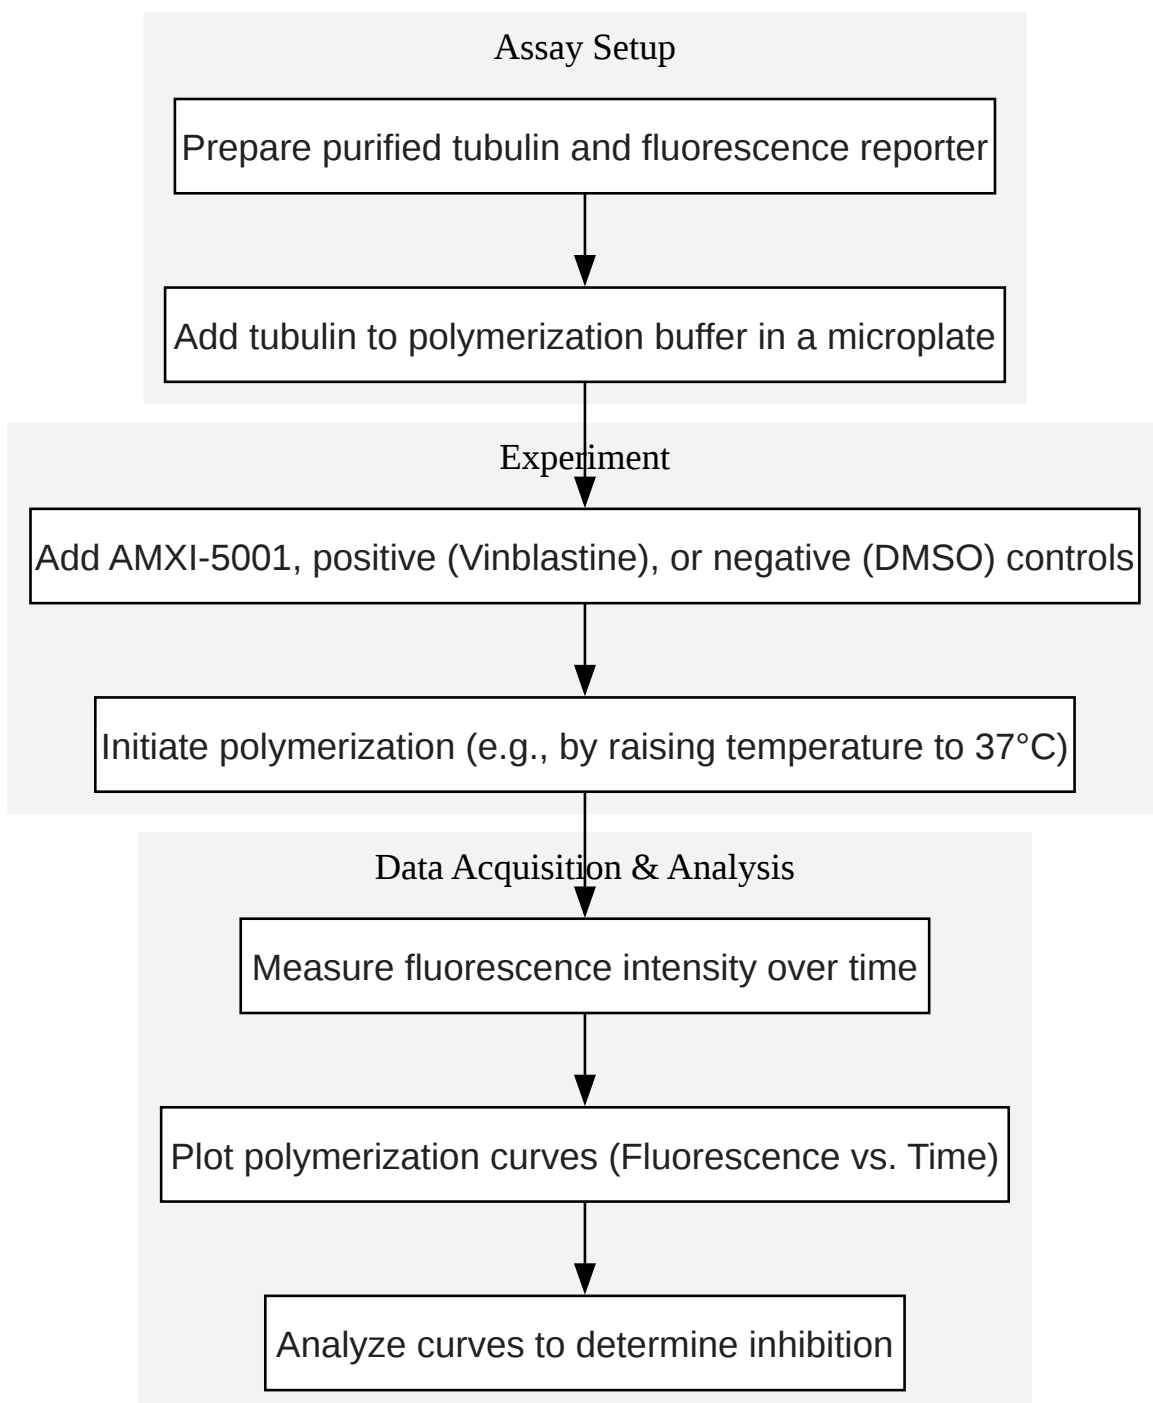 Assay Setup
Prepare purified tubulin and fluorescence reporter
Add tubulin to polymerization buffer in a microplate
Experiment
Add AMXI-5001, positive (Vinblastine), or negative (DMSO) controls
Initiate polymerization (e.g., by raising temperature to 37°C)
Data Acquisition & Analysis
Measure fluorescence intensity over time
Plot polymerization curves (Fluorescence vs. Time)
Analyze curves to determine inhibition